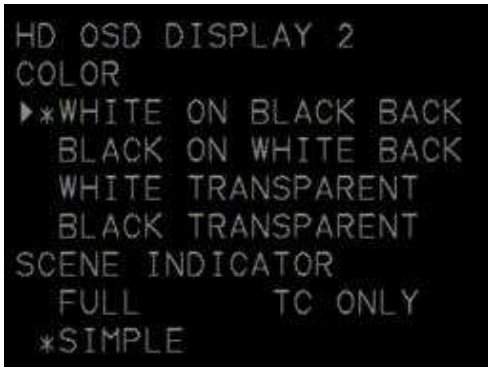 HD OSD DISPLAY 2
COLOR
▶*WHITE ON BLACK BACK
BLACK ON WHITE BACK
WHITE TRANSPARENT
BLACK TRANSPARENT
SCENE INDICATOR
FULL TC ONLY
*SIMPLE